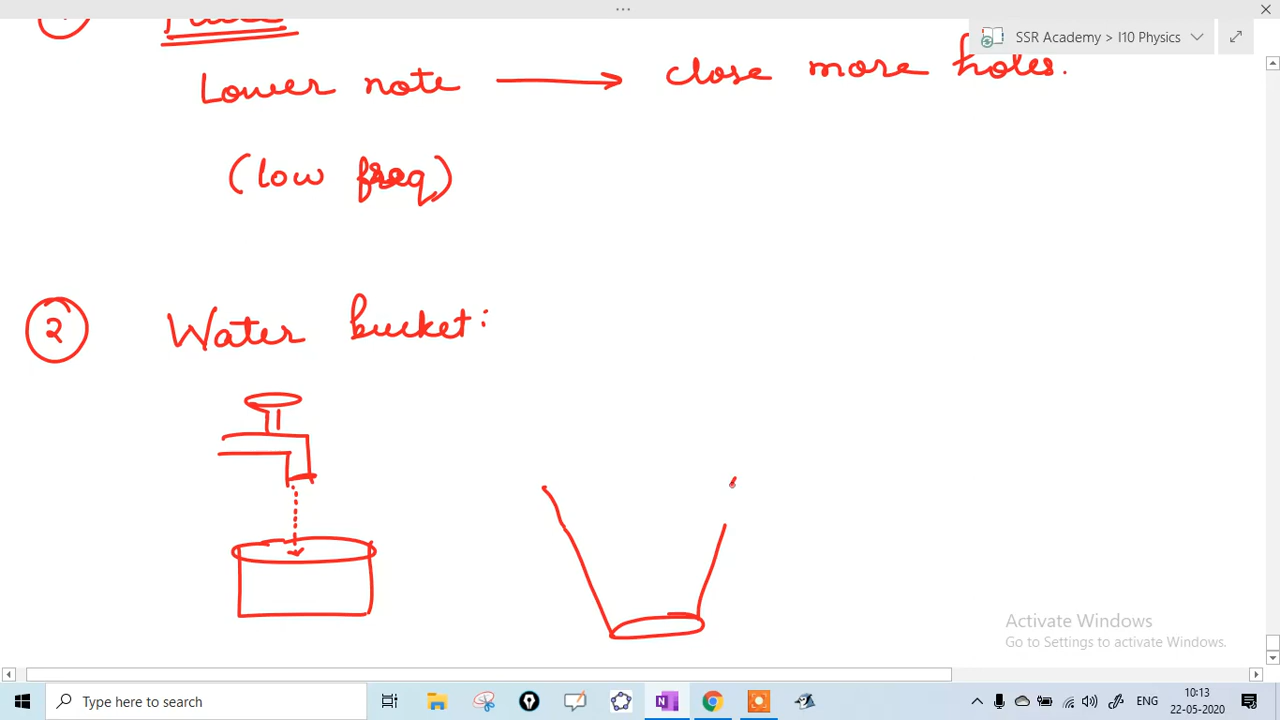 SSR Academy > I10 Physics
Lower note → close more holes.
(low freq)
2 Water bucket:
Activate Windows
Go to Settings to activate Windows.
Type here to search
ENG
10:13
22-05-2020